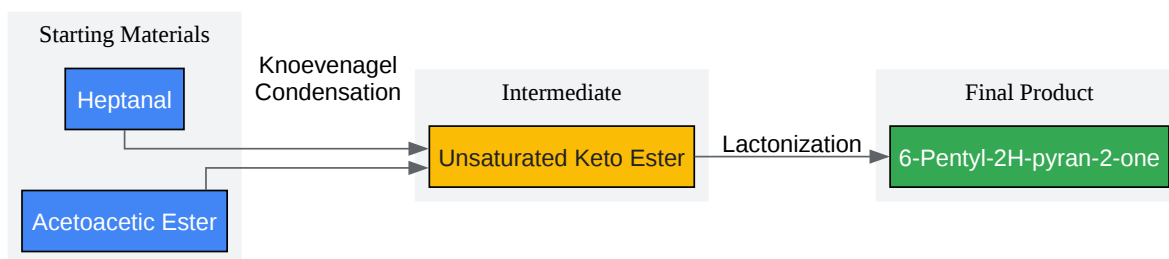 Starting Materials
Heptanal
Acetoacetic Ester
Knoevenagel
Condensation
Intermediate
Unsaturated Keto Ester
Lactonization
Final Product
6-Pentyl-2H-pyran-2-one